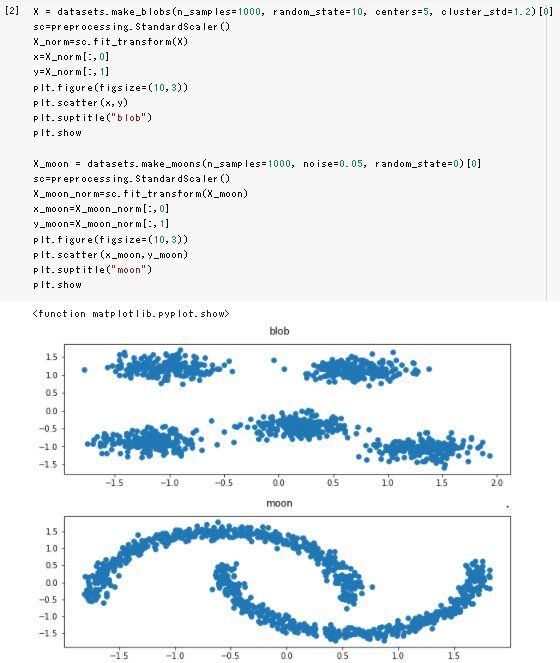 [2] X = datasets.make_blobs(n_samples=1000, random_state=10, centers=5, cluster_std=1.2)[0]
sc=preprocessing.StandardScaler()
X_norm=sc.fit_transform(X)
x=X_norm[:,0]
y=X_norm[:,1]
plt.figure(figsize=(10,3))
plt.scatter(x,y)
plt.suptitle("blob")
plt.show
X_moon = datasets.make_moons(n_samples=1000, noise=0.05, random_state=0)[0]
sc=preprocessing.StandardScaler()
X_moon_norm=sc.fit_transform(X_moon)
x_moon=X_moon_norm[:,0]
y_moon=X_moon_norm[:,1]
plt.figure(figsize=(10,3))
plt.scatter(x_moon,y_moon)
plt.suptitle("moon")
plt.show
<function matplotlib.pyplot.show>
blob
1.5
1.0
0.5
0.0
−0.5
−1.0
−1.5
−1.5 −1.0 −0.5 0.0 0.5 1.0 1.5 2.0
moon
1.5
1.0
0.5
0.0
−0.5
−1.0
−1.5
−1.5 −1.0 −0.5 0.0 0.5 1.0 1.5